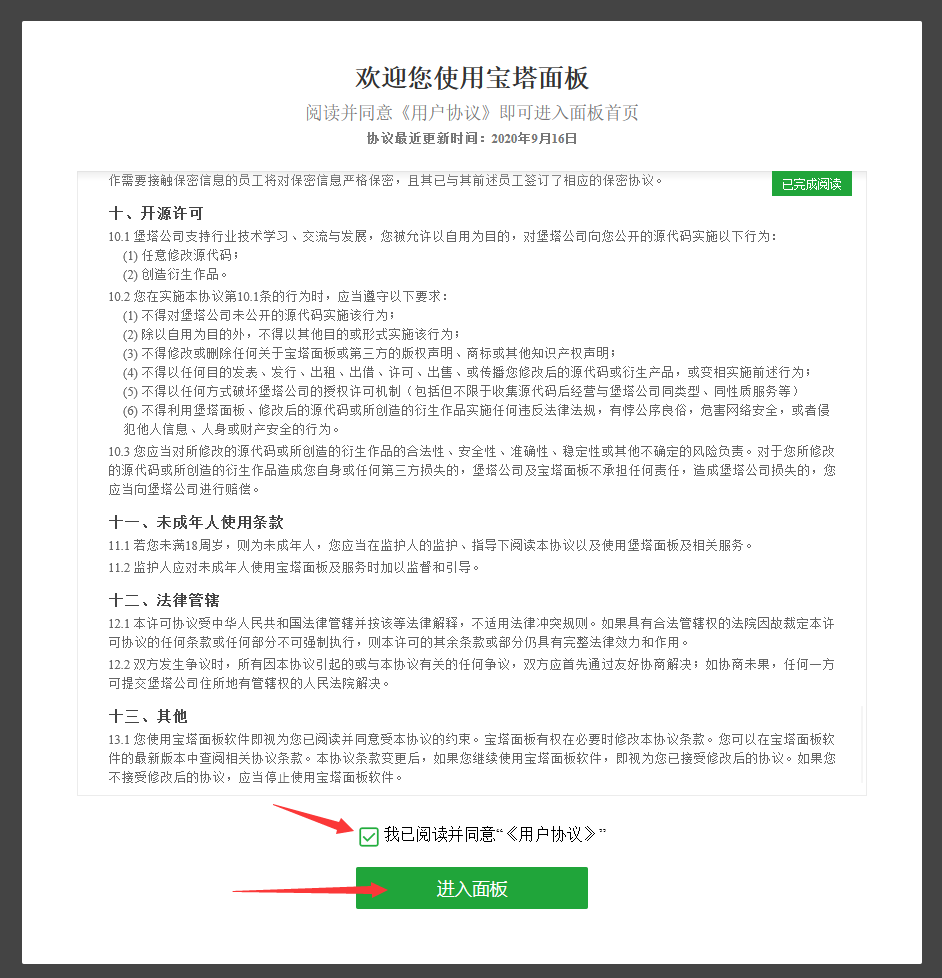 欢迎您使用宝塔面板
阅读并同意《用户协议》即可进入面板首页
协议最近更新时间：2020年9月16日
作需要接触保密信息的员工将对保密信息严格保密，且其已与其前述员工签订了相应的保密协议。
已完成阅读
十、开源许可
10.1 堡塔公司支持行业技术学习、交流与发展，您被允许以自用为目的，对堡塔公司向您公开的源代码实施以下行为：
(1) 任意修改源代码；
(2) 创造衍生作品。
10.2 您在实施本协议第10.1条的行为时，应当遵守以下要求：
(1) 不得对堡塔公司未公开的源代码实施该行为；
(2) 除以自用为目的外，不得以其他目的或形式实施该行为；
(3) 不得修改或删除任何关于宝塔面板或第三方的版权声明、商标或其他知识产权声明；
(4) 不得以任何目的发表、发行、出租、出借、许可、出售、或传播您修改后的源代码或衍生产品，或变相实施前述行为；
(5) 不得以任何方式破坏堡塔公司的授权许可机制（包括但不限于收集源代码后经营与堡塔公司同类型、同性质服务等）
(6) 不得利用堡塔面板、修改后的源代码或所创造的衍生作品实施任何违反法律法规，有悖公序良俗，危害网络安全，或者侵
犯他人信息、人身或财产安全的行为。
10.3 您应当对所修改的源代码或所创造的衍生作品的合法性、安全性、准确性、稳定性或其他不确定的风险负责。对于您所修改
的源代码或所创造的衍生作品造成您自身或任何第三方损失的，堡塔公司及宝塔面板不承担任何责任，造成堡塔公司损失的，您
应当向堡塔公司进行赔偿。
十一、未成年人使用条款
11.1 若您未满18周岁，则为未成年人，您应当在监护人的监护、指导下阅读本协议以及使用堡塔面板及相关服务。
11.2 监护人应对未成年人使用宝塔面板及服务时加以监督和引导。
十二、法律管辖
12.1 本许可协议受中华人民共和国法律管辖并按该等法律解释，不适用法律冲突规则。如果具有合法管辖权的法院因故裁定本许
可协议的任何条款或任何部分不可强制执行，则本许可的其余条款或部分仍具有完整法律效力和作用。
12.2 双方发生争议时，所有因本协议引起的或与本协议有关的任何争议，双方应首先通过友好协商解决；如协商未果，任何一方
可提交堡塔公司住所地有管辖权的人民法院解决。
十三、其他
13.1 您使用宝塔面板软件即视为您已阅读并同意受本协议的约束。宝塔面板有权在必要时修改本协议条款。您可以在宝塔面板软
件的最新版本中查阅相关协议条款。本协议条款变更后，如果您继续使用宝塔面板软件，即视为您已接受修改后的协议。如果您
不接受修改后的协议，应当停止使用宝塔面板软件。
我已阅读并同意“《用户协议》”
进入面板